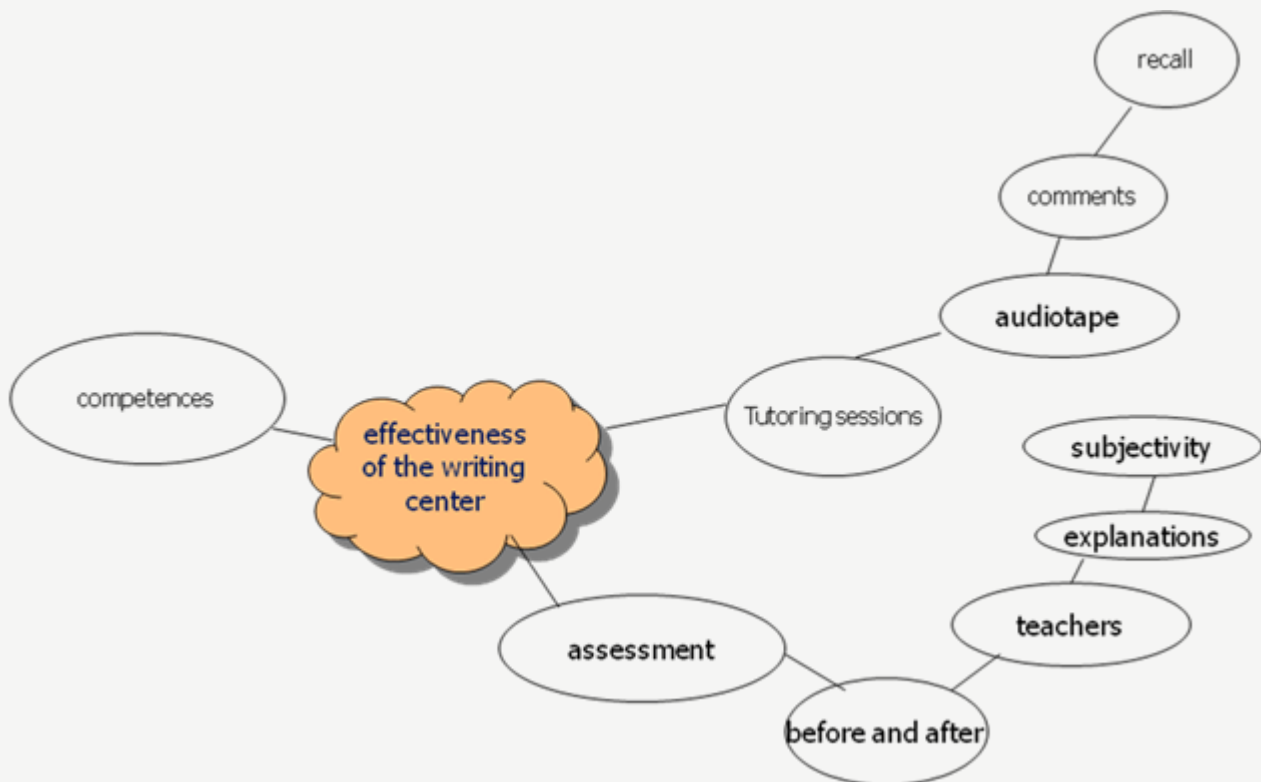 recall
comments
audiotape
competences
Tutoring sessions
effectiveness
of the writing
center
subjectivity
explanations
teachers
assessment
before and after